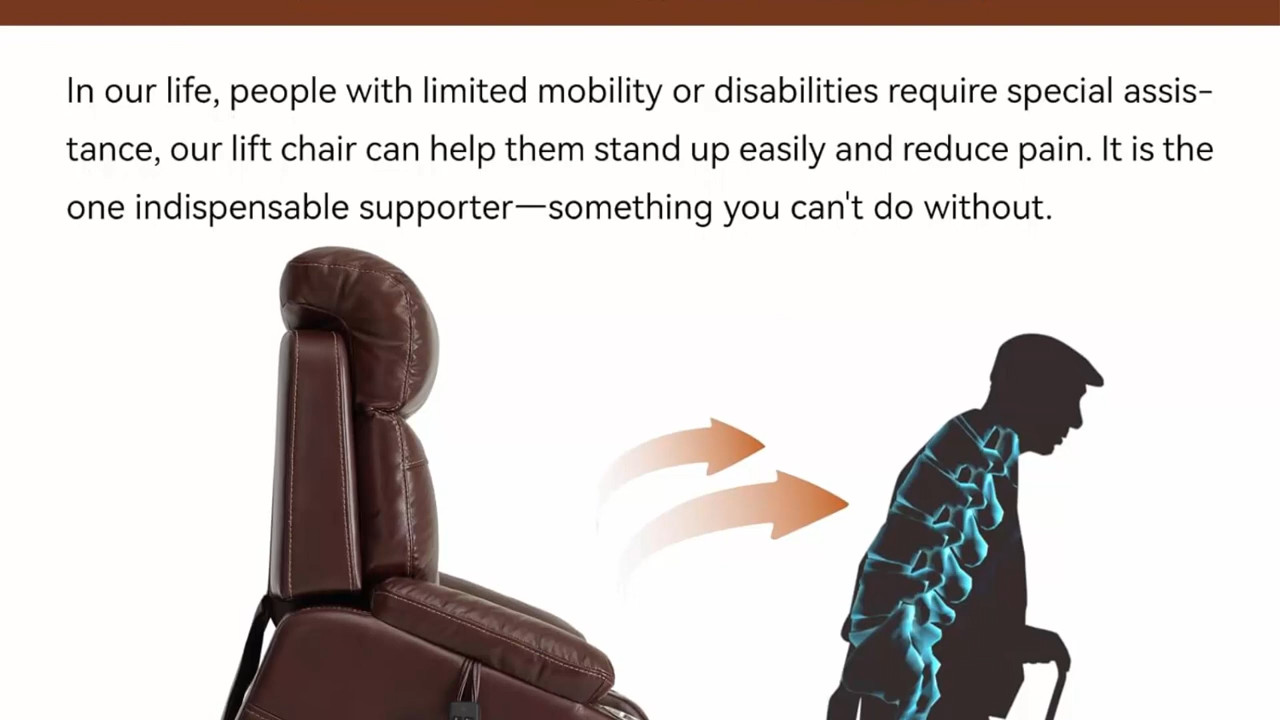 In our life, people with limited mobility or disabilities require special assis-
tance, our lift chair can help them stand up easily and reduce pain. It is the
one indispensable supporter—something you can't do without.